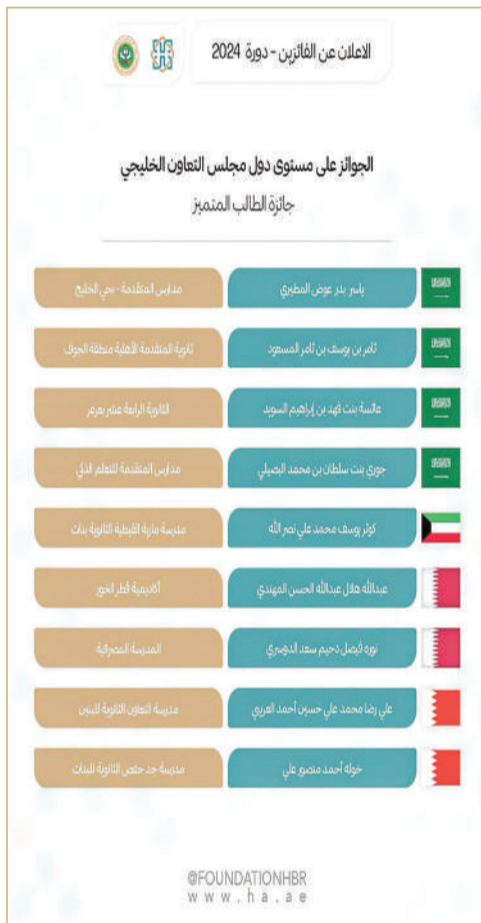 الاعلان عن الفائزين - دورة 2024
الجوائز على مستوى دول مجلس التعاون الخليجي
جائزة الطالب المتميز
ياسر بدر عوض المطيري
مدارس المتقدمة - بحي الخليج
ثامر بن يوسف بن ثامر المسعود
ثانوية المتقدمة الأهلية منطقة الجوف
عائسة بنت فهد بن إبراهيم السويد
الثانوية الرابعة عشر بعرعر
جوري بنت سلطان بن محمد البصيلي
مدارس المتقدمة للتعلم الذكي
كوثر يوسف محمد علي نصر الله
مدرسة مارية القبطية الثانوية بنات
عبدالله هلال عبدالله الحسن المهندي
أكاديمية قطر الخور
نوره فيصل دحيم سعد الدوسري
المدرسة المصرفية
علي رضا محمد علي حسين أحمد العريبي
مدرسة التعاون الثانوية للبنين
خوله أحمد منصور علي
مدرسة جد حفص الثانوية للبنات
@FOUNDATIONHBR
www.ha.ae